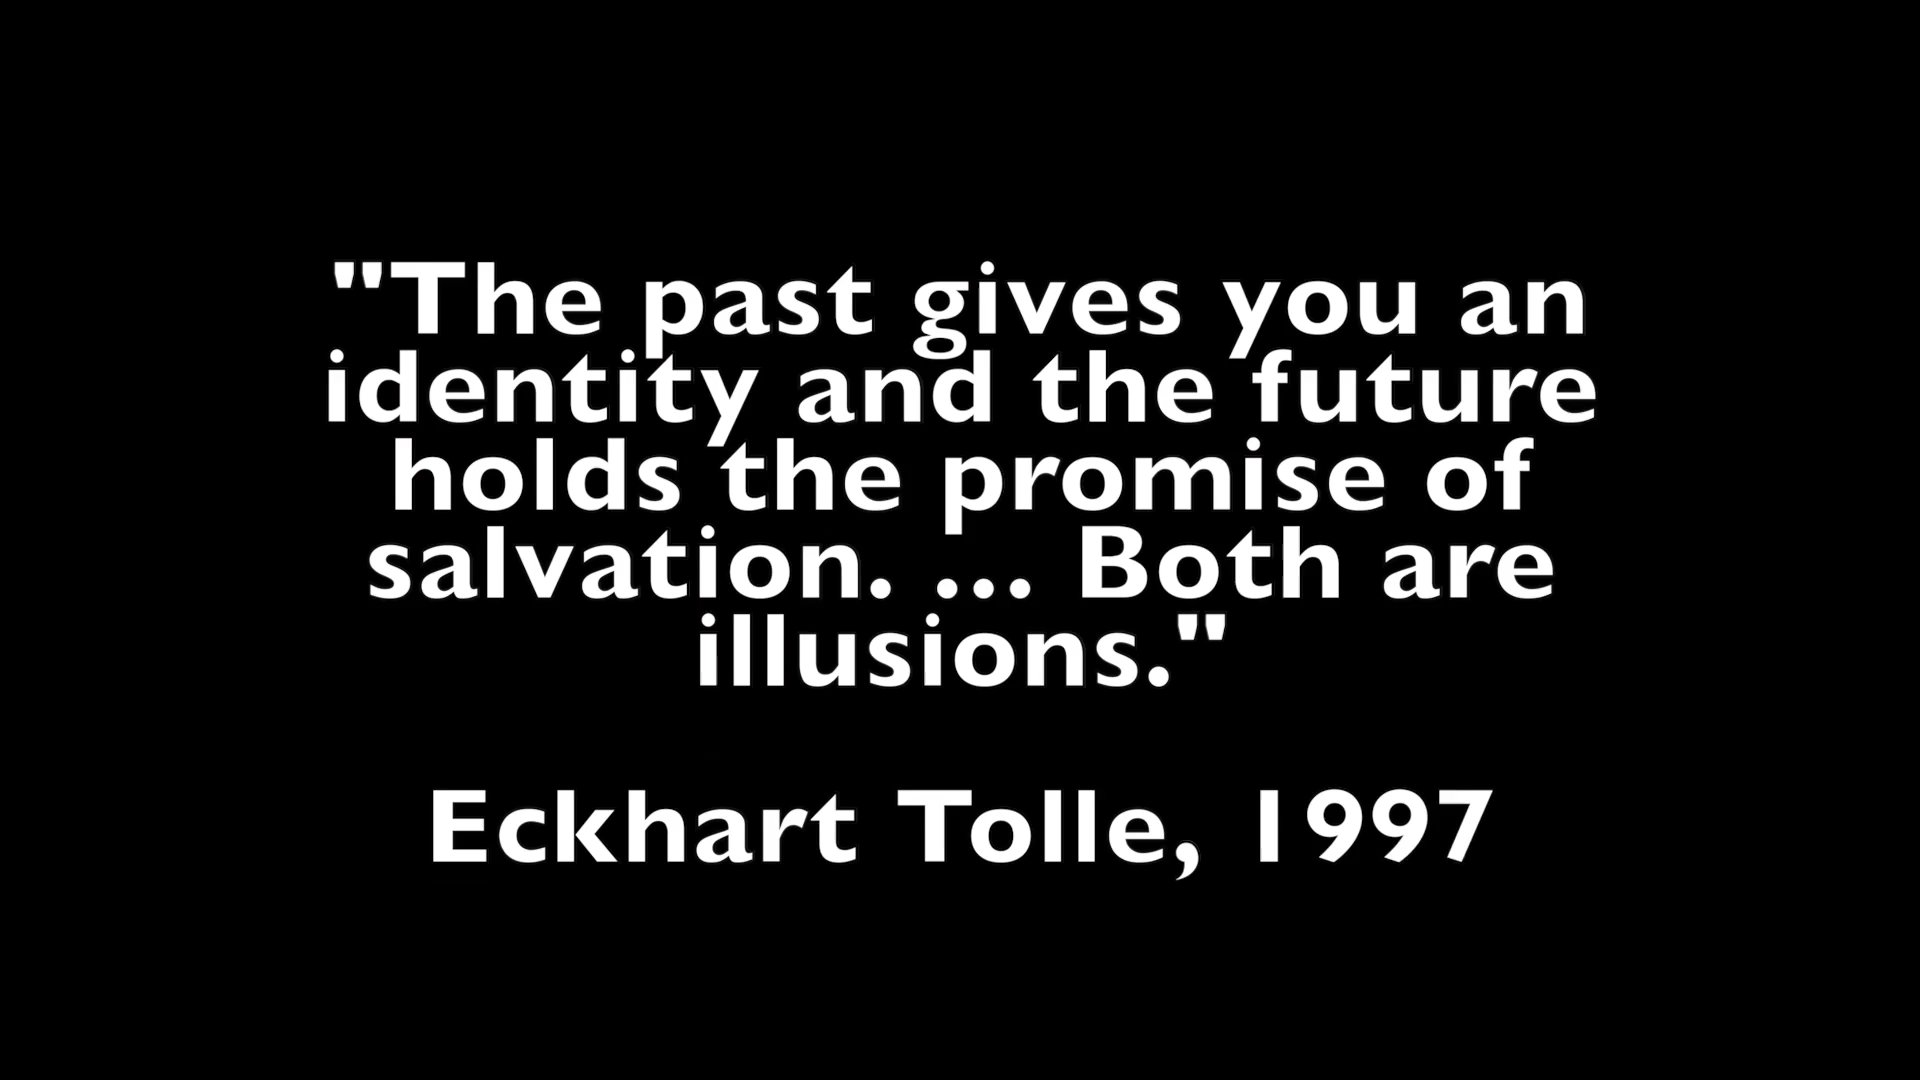 "The past gives you an
identity and the future
holds the promise of
salvation. ... Both are
illusions."
Eckhart Tolle, 1997